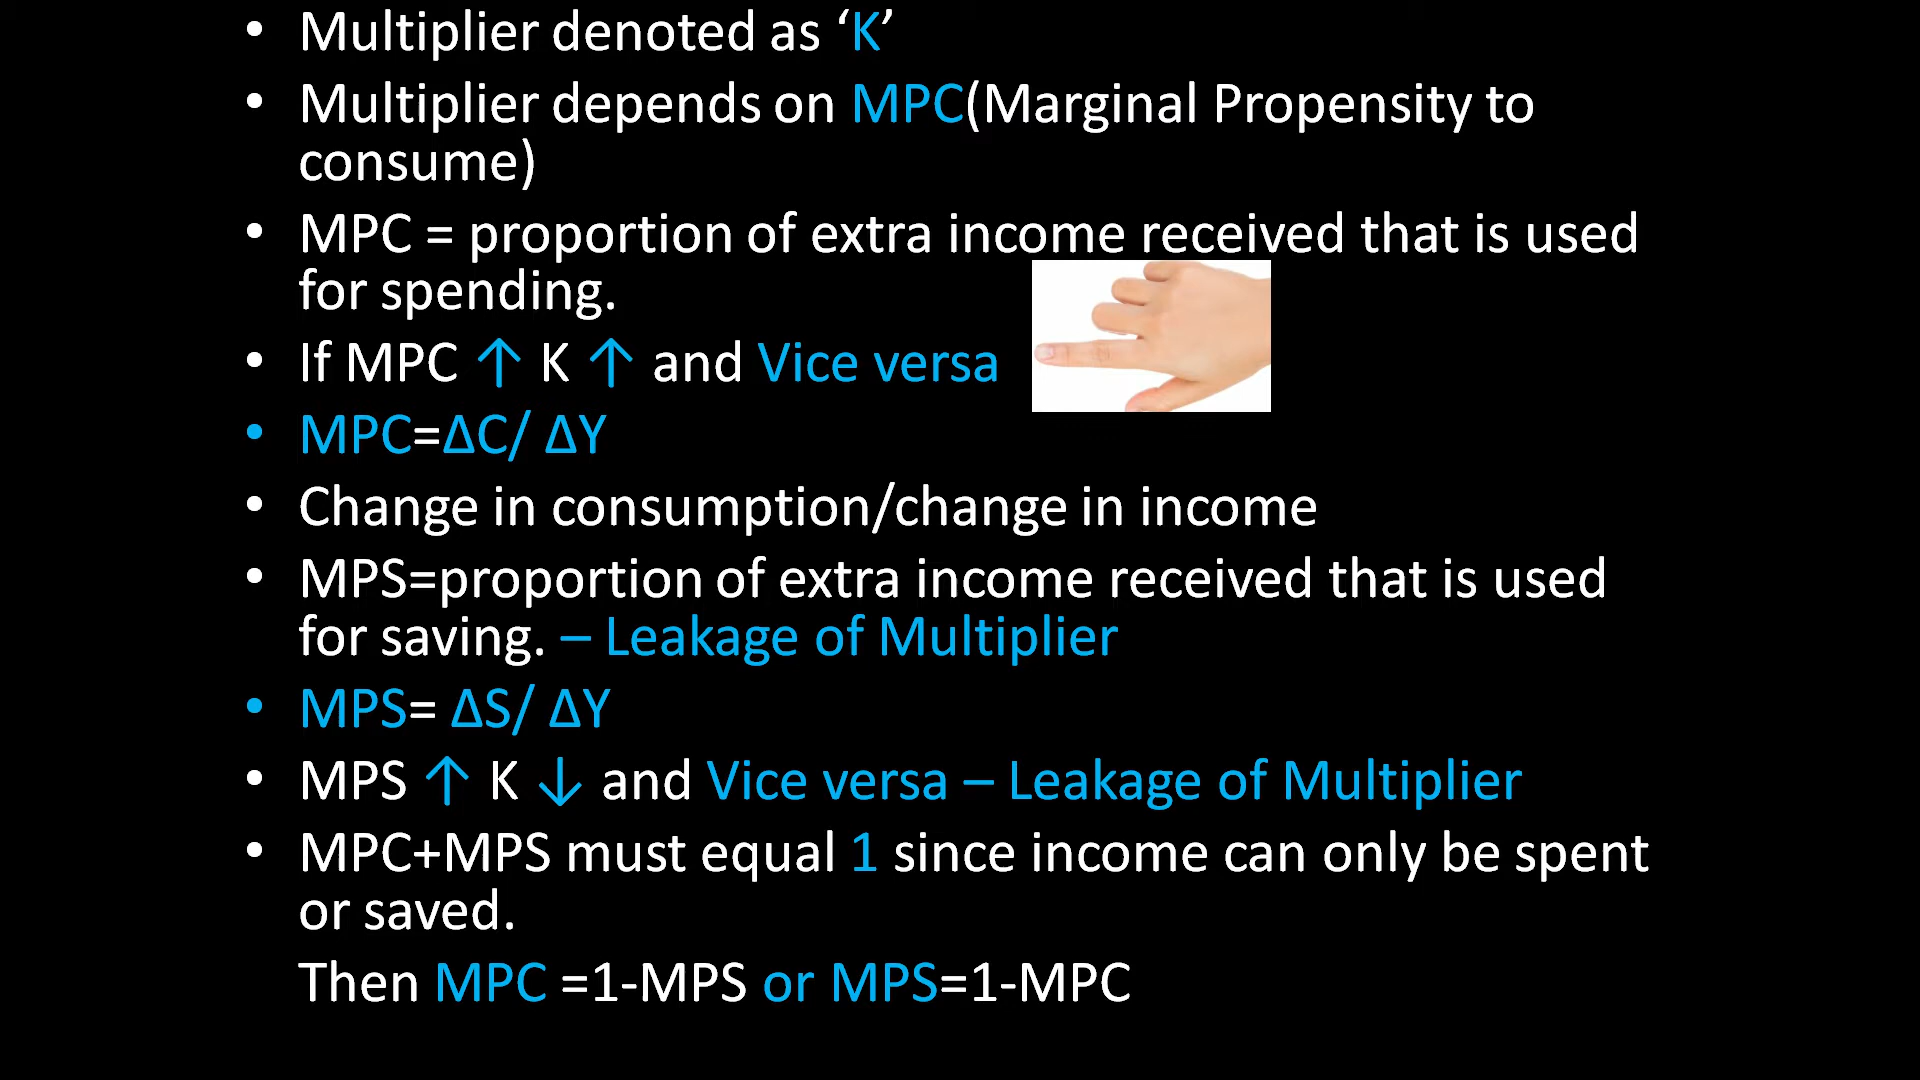 • Multiplier denoted as ‘K’
• Multiplier depends on MPC(Marginal Propensity to
consume)
• MPC = proportion of extra income received that is used
for spending.
• If MPC ↑ K ↑ and Vice versa
• MPC=ΔC/ ΔY
• Change in consumption/change in income
• MPS=proportion of extra income received that is used
for saving. – Leakage of Multiplier
• MPS= ΔS/ ΔY
• MPS ↑ K ↓ and Vice versa – Leakage of Multiplier
• MPC+MPS must equal 1 since income can only be spent
or saved.
Then MPC =1-MPS or MPS=1-MPC